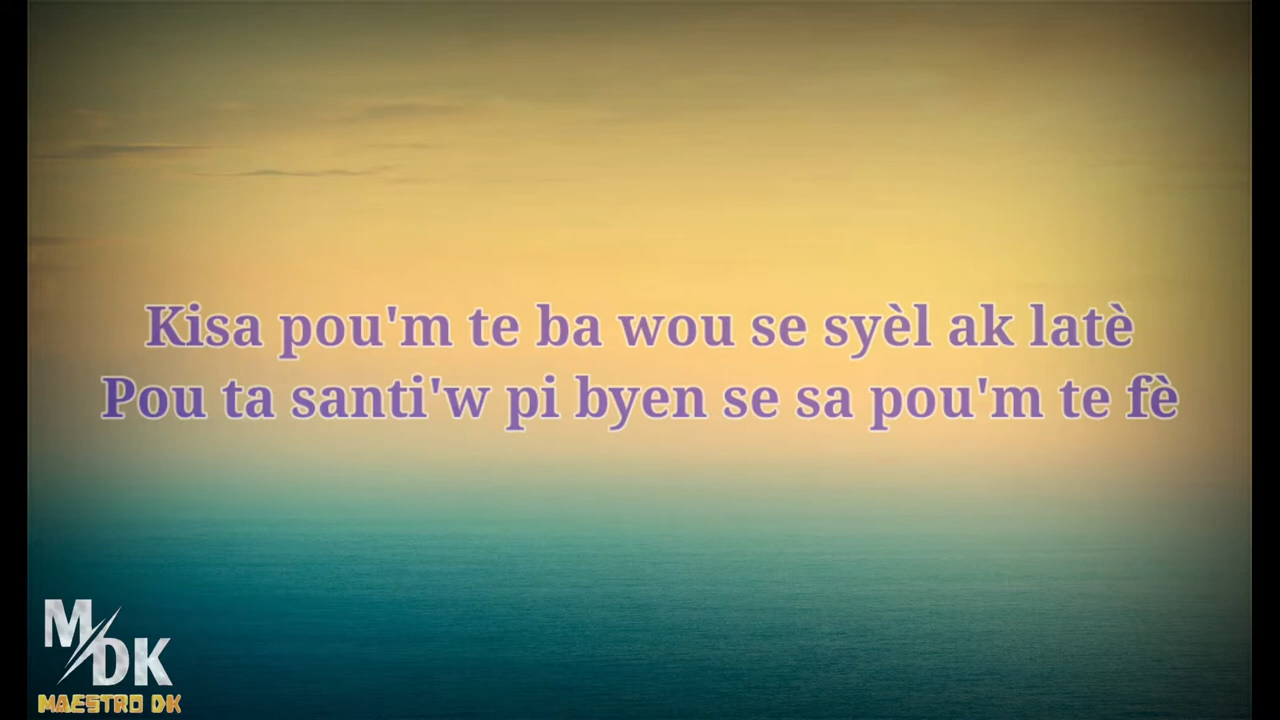 Kisa pou'm te ba wou se syèl ak latè
Pou ta santi'w pi byen se sa pou'm te fè
M/DK
MAESTRO DK